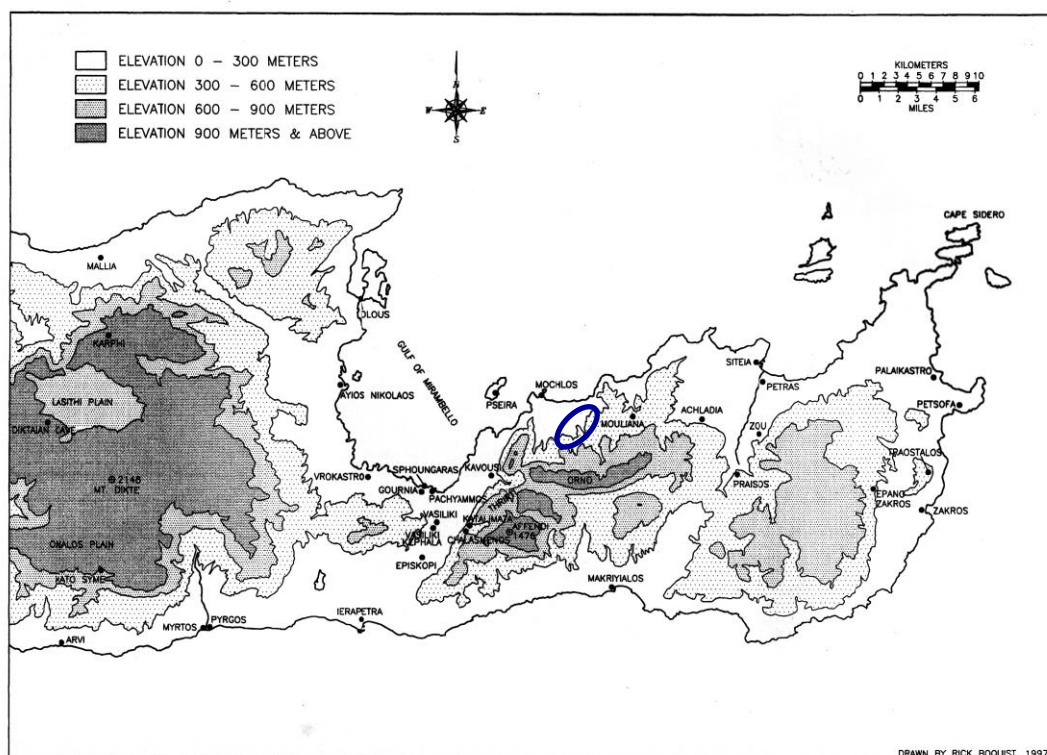 ELEVATION 0 – 300 METERS
ELEVATION 300 – 600 METERS
ELEVATION 600 – 900 METERS
ELEVATION 900 METERS & ABOVE
N
W E
S
KILOMETERS
0 1 2 3 4 5 6 7 8 9 10
0 1 2 3 4 5 6
MILES
CAPE SIDERO
MALLIA
OLOUS
KARPHI
GULF OF MIRABELLO
SITEIA
PALAIKASTRO
PETRAS
AYIOS NIKOLAOS
PSEIRA
MOCHLOS
LASITHI PLAIN
PETSOFA
DIKTAIAN CAVE
MOULIANA
ACHLADIA
ZOU
TRAOSTALOS
VROKASTRO
SPHOUNGARAS
KAVOUSI
ORNO
PRAISOS
2148
MT. DIKTE
GOURNIA
PACHYAMMOS
THRIPTI
EPANO
ZAKROS
ZAKROS
VASILIKI
KATALIMATA
AFFENDI
1476
VASILIKI
KEPHALA
CHALASMENOS
OMALOS PLAIN
EPISKOPI
KATO SYME
MAKRIYIALOS
IERAPETRA
MYRTOS
PYRGOS
ARVI
DRAWN BY RICK BOQUIST, 1997